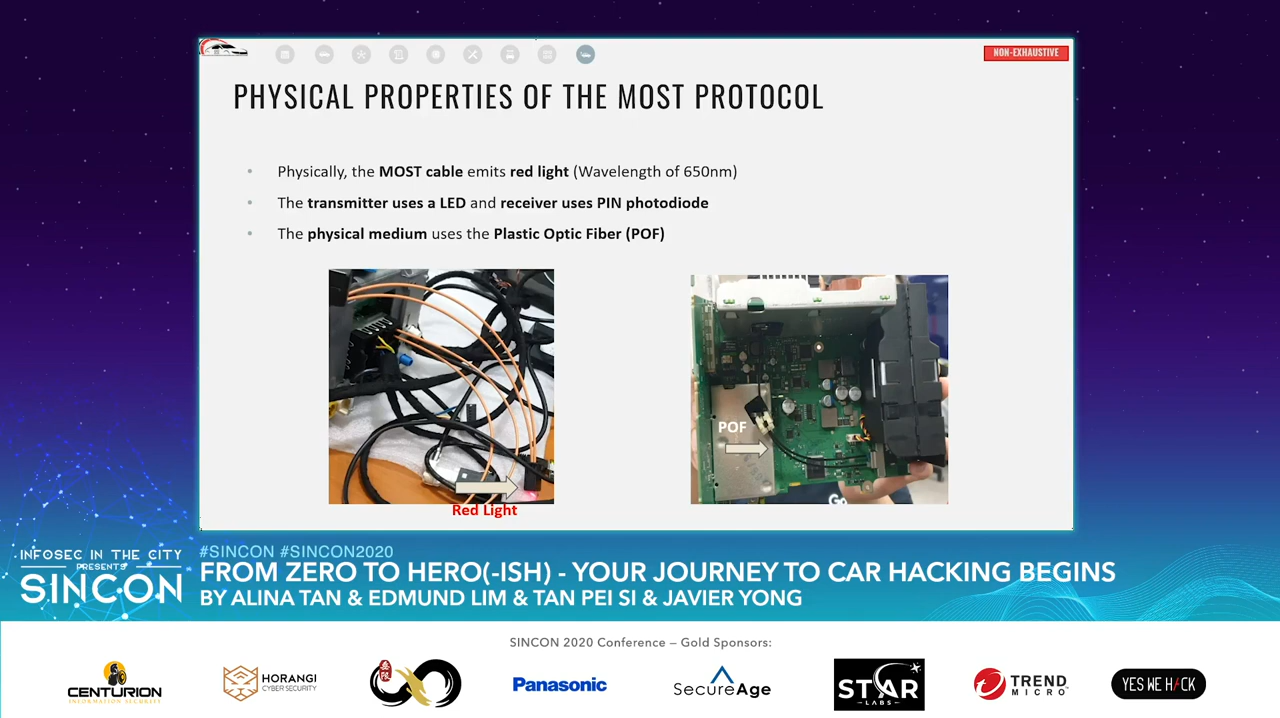 NON-EXHAUSTIVE
PHYSICAL PROPERTIES OF THE MOST PROTOCOL
• Physically, the MOST cable emits red light (Wavelength of 650nm)
• The transmitter uses a LED and receiver uses PIN photodiode
• The physical medium uses the Plastic Optic Fiber (POF)
POF
Red Light
INFOSEC IN THE CITY
PRESENTS
SINCON
#SINCON #SINCON2020
FROM ZERO TO HERO(-ISH) - YOUR JOURNEY TO CAR HACKING BEGINS
BY ALINA TAN & EDMUND LIM & TAN PEI SI & JAVIER YONG
SINCON 2020 Conference – Gold Sponsors:
CENTURION
INFORMATION SECURITY
HORANGI
CYBER SECURITY
Panasonic
SecureAge
STAR
LABS
TREND
MICRO
YES WE H/CK